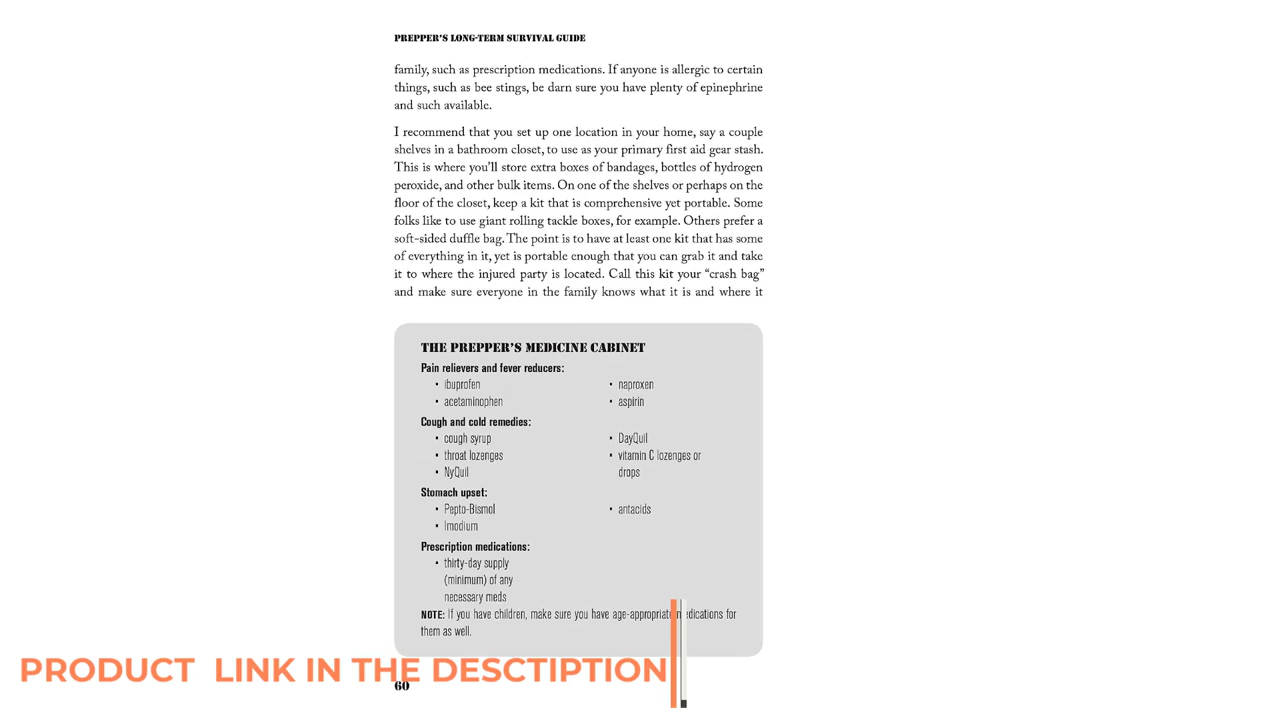 PREPPER'S LONG-TERM SURVIVAL GUIDE
family, such as prescription medications. If anyone is allergic to certain
things, such as bee stings, be darn sure you have plenty of epinephrine
and such available.
I recommend that you set up one location in your home, say a couple
shelves in a bathroom closet, to use as your primary first aid gear stash.
This is where you'll store extra boxes of bandages, bottles of hydrogen
peroxide, and other bulk items. On one of the shelves or perhaps on the
floor of the closet, keep a kit that is comprehensive yet portable. Some
folks like to use giant rolling tackle boxes, for example. Others prefer a
soft-sided duffle bag. The point is to have at least one kit that has some
of everything in it, yet is portable enough that you can grab it and take
it to where the injured party is located. Call this kit your “crash bag”
and make sure everyone in the family knows what it is and where it
THE PREPPER'S MEDICINE CABINET
Pain relievers and fever reducers:
• ibuprofen
• acetaminophen
• naproxen
• aspirin
Cough and cold remedies:
• cough syrup
• throat lozenges
• NyQuil
• DayQuil
• vitamin C lozenges or
drops
Stomach upset:
• Pepto-Bismol
• Imodium
• antacids
Prescription medications:
• thirty-day supply
(minimum) of any
necessary meds
NOTE: If you have children, make sure you have age-appropriate medications for
them as well.
PRODUCT LINK IN THE DESCTIPTION
60